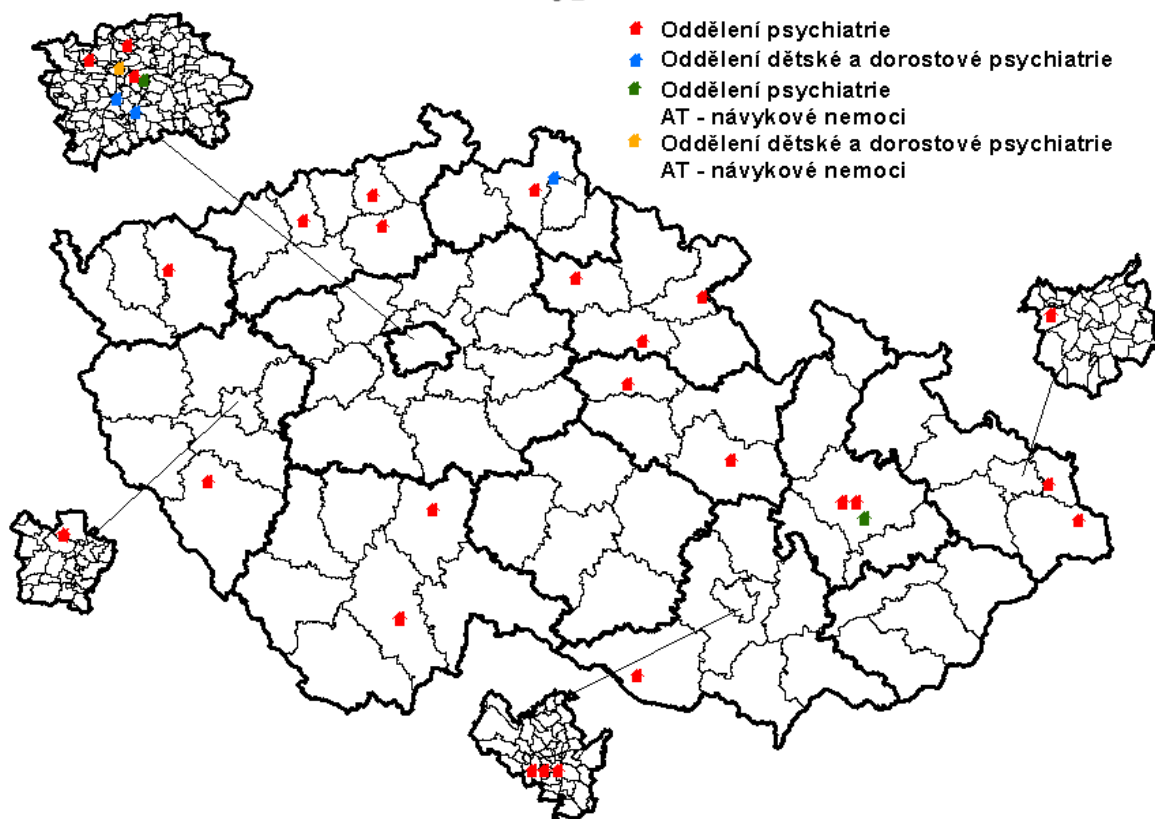 Oddělení psychiatrie
Oddělení dětské a dorostové psychiatrie
Oddělení psychiatrie
AT - návykové nemoci
Oddělení dětské a dorostové psychiatrie
AT - návykové nemoci